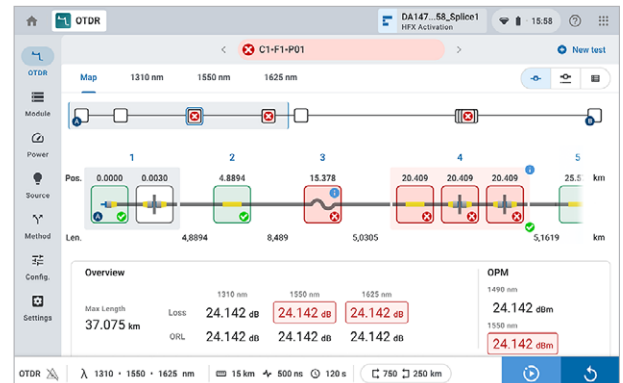 OTDR
DA147...58_Splice1
HFX Activation
15:58
C1-F1-P01
New test
OTDR
Module
Power
Source
Method
Config.
Settings
Map 1310 nm 1550 nm 1625 nm
A B
1 2 3 4 5
Pos. 0.0000 0.0030 4.8894 15.378 20.409 20.409 20.409 25.5 km
A
Len. 4,8894 8,489 5,0305 5,1619 km
Overview
1310 nm 1550 nm 1625 nm
Max Length
37.075 km
Loss 24.142 dB 24.142 dB 24.142 dB
ORL 24.142 dB 24.142 dB 24.142 dB
OPM
1490 nm
24.142 dBm
1550 nm
24.142 dBm
OTDR λ 1310 • 1550 • 1625 nm 15 km 500 ns 120 s 750 250 km